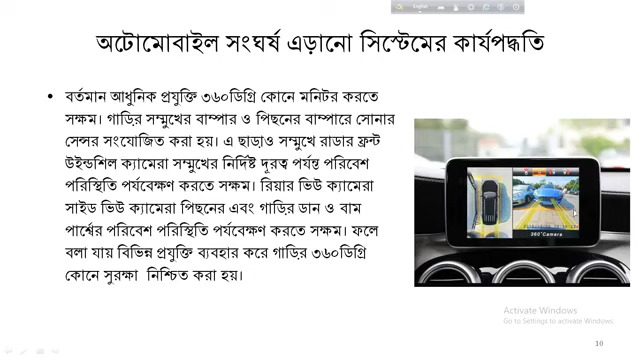 English
অটোমোবাইল সংঘর্ষ এড়ানো সিস্টেমের কার্যপদ্ধতি
• বর্তমান আধুনিক প্রযুক্তি ৩৬০ডিগ্রি কোনে মনিটর করতে
সক্ষম। গাড়ির সম্মুখের বাম্পার ও পিছনের বাম্পারে সোনার
সেন্সর সংযোজিত করা হয়। এ ছাড়াও সম্মুখে রাডার ফ্রন্ট
উইন্ডশিল ক্যামেরা সম্মুখের নির্দিষ্ট দূরত্ব পর্যন্ত পরিবেশ
পরিস্থিতি পর্যবেক্ষণ করতে সক্ষম। রিয়ার ভিউ ক্যামেরা
সাইড ভিউ ক্যামেরা পিছনের এবং গাড়ির ডান ও বাম
পার্শ্বের পরিবেশ পরিস্থিতি পর্যবেক্ষণ করতে সক্ষম। ফলে
বলা যায় বিভিন্ন প্রযুক্তি ব্যবহার করে গাড়ির ৩৬০ডিগ্রি
কোনে সুরক্ষা নিশ্চিত করা হয়।
360°Camera
Activate Windows
Go to Settings to activate Windows.
10